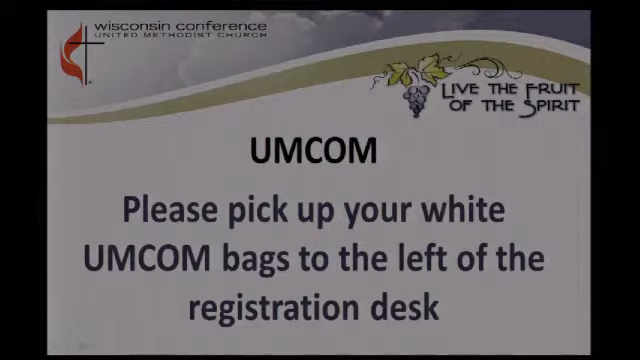 wisconsin conference
UNITED METHODIST CHURCH
LIVE THE FRUIT
OF THE SPIRIT
UMCOM
Please pick up your white
UMCOM bags to the left of the
registration desk